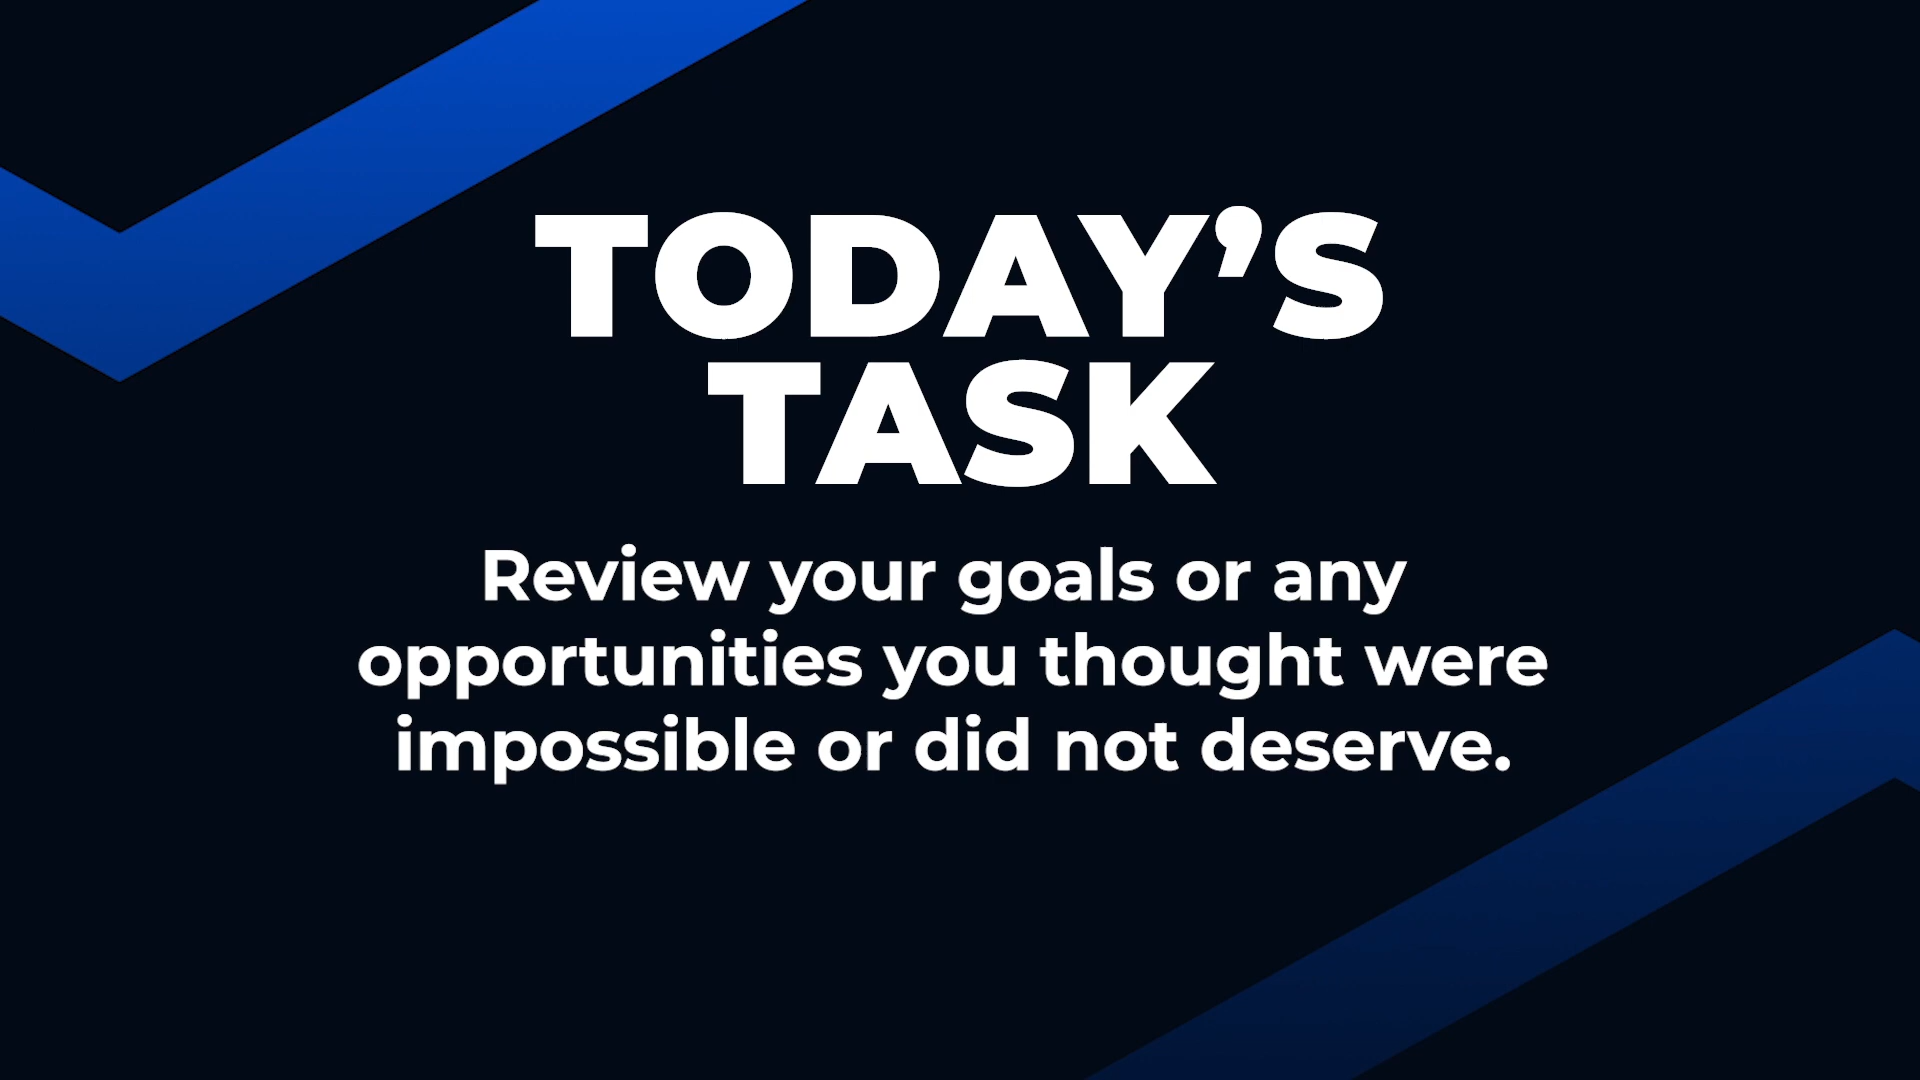 TODAY’S
TASK
Review your goals or any
opportunities you thought were
impossible or did not deserve.